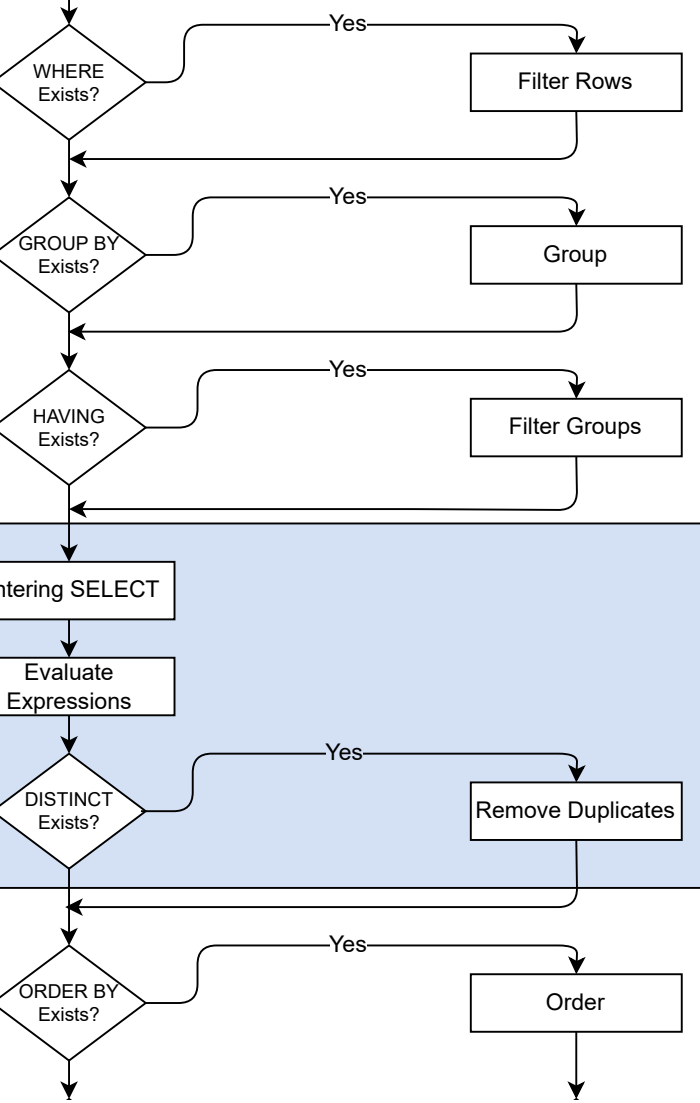 Yes
WHERE
Exists?
Filter Rows
Yes
GROUP BY
Exists?
Group
Yes
HAVING
Exists?
Filter Groups
ntering SELECT
Evaluate
Expressions
Yes
DISTINCT
Exists?
Remove Duplicates
Yes
ORDER BY
Exists?
Order